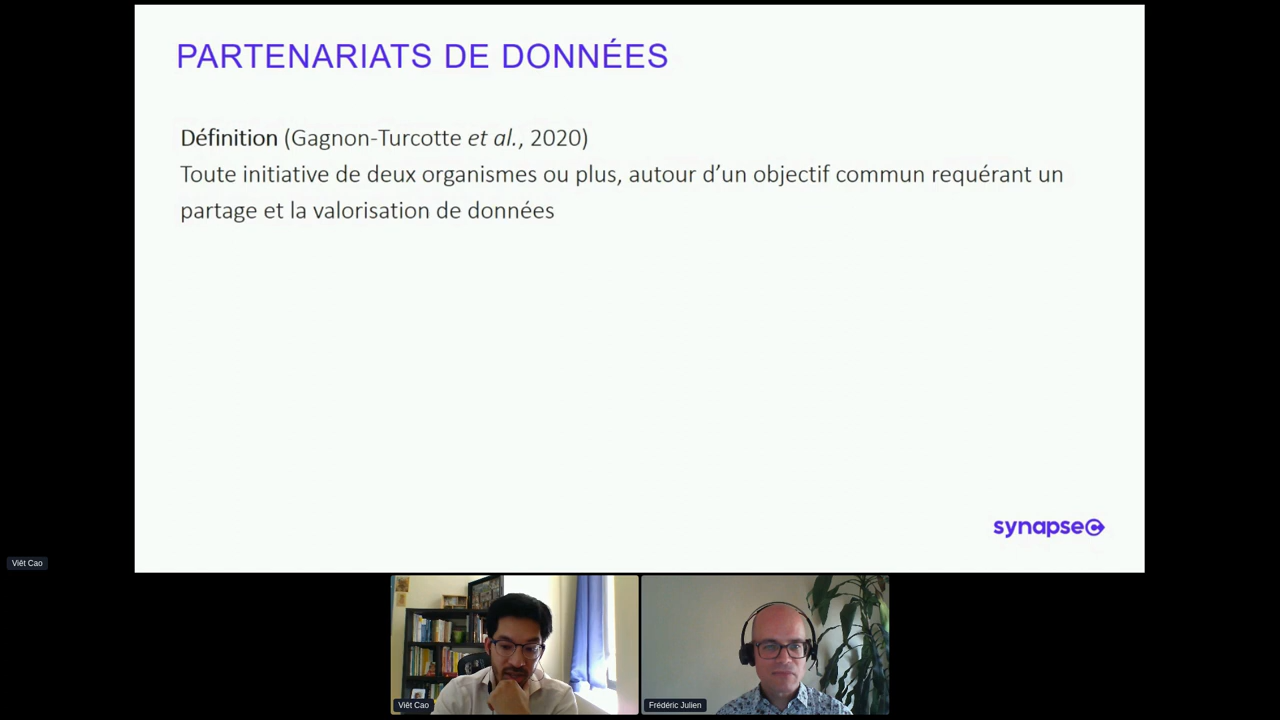 PARTENARIATS DE DONNÉES
Définition (Gagnon-Turcotte et al., 2020)
Toute initiative de deux organismes ou plus, autour d’un objectif commun requérant un
partage et la valorisation de données
synapse C
Viêt Cao
Viêt Cao
Frédéric Julien